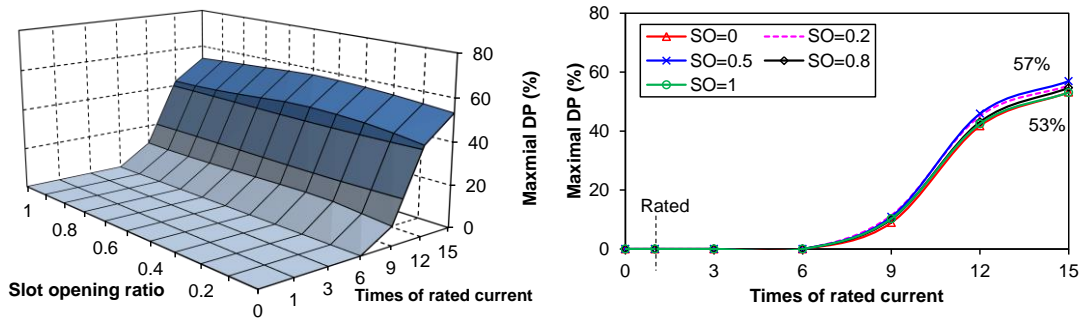 80
60
40
20
0
Maxmial DP (%)
1
0.8
0.6
0.4
0.2
0
Slot opening ratio
1
3
6
9
12
15
Times of rated current
80
60
40
20
0
Maximal DP (%)
SO=0
SO=0.2
SO=0.5
SO=0.8
SO=1
57%
53%
Rated
0
3
6
9
12
15
Times of rated current